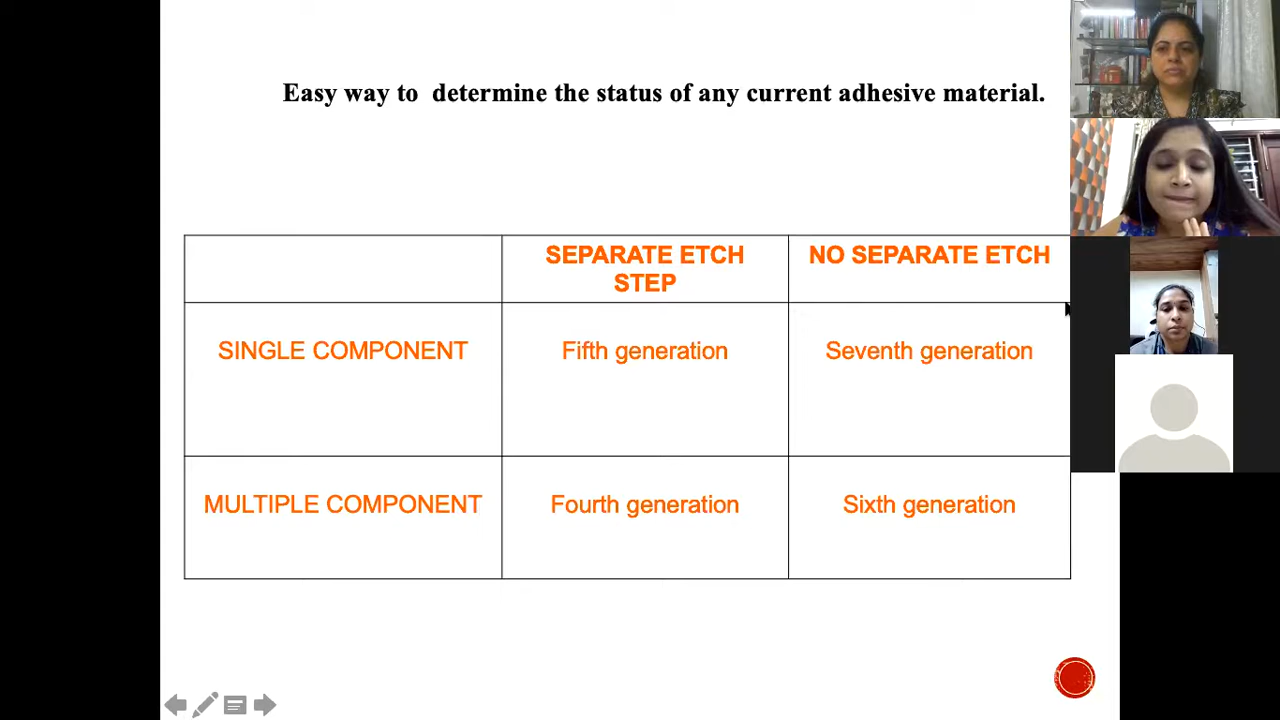 Easy way to  determine the status of any current adhesive material.
SEPARATE ETCH
STEP
NO SEPARATE ETCH
SINGLE COMPONENT
Fifth generation
Seventh generation
MULTIPLE COMPONENT
Fourth generation
Sixth generation